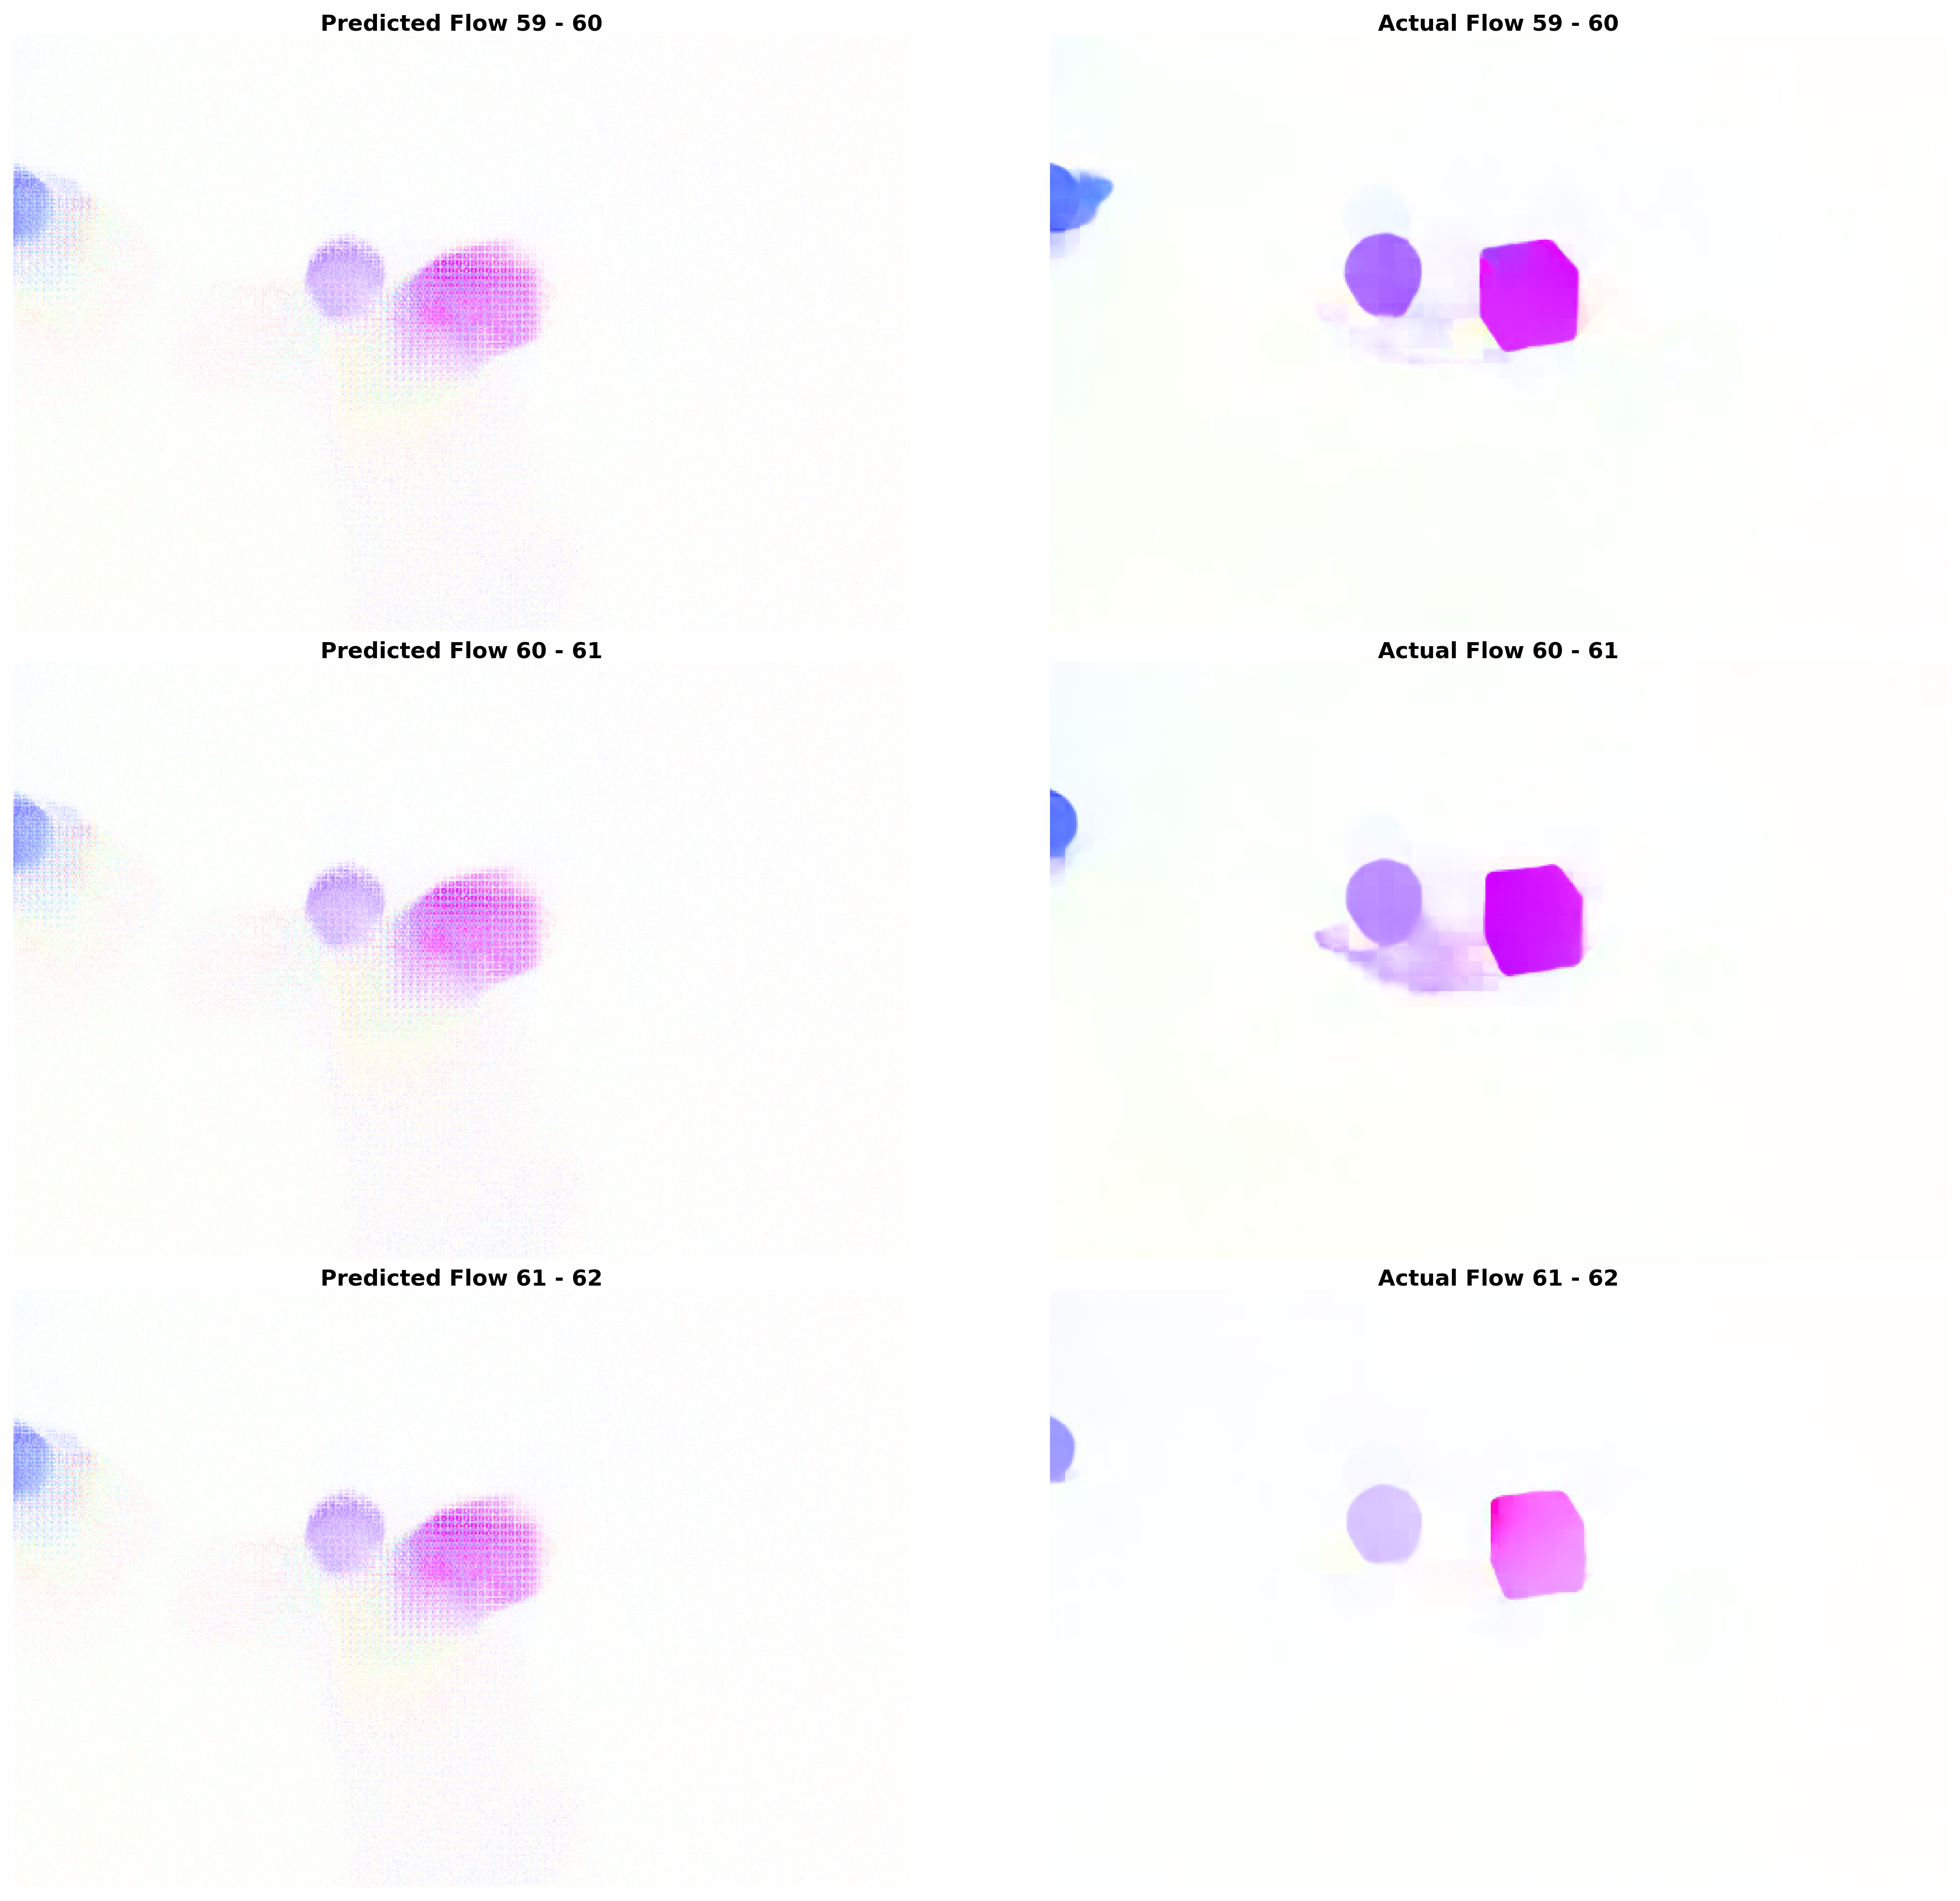 Predicted Flow 59 - 60
Actual Flow 59 - 60
Predicted Flow 60 - 61
Actual Flow 60 - 61
Predicted Flow 61 - 62
Actual Flow 61 - 62